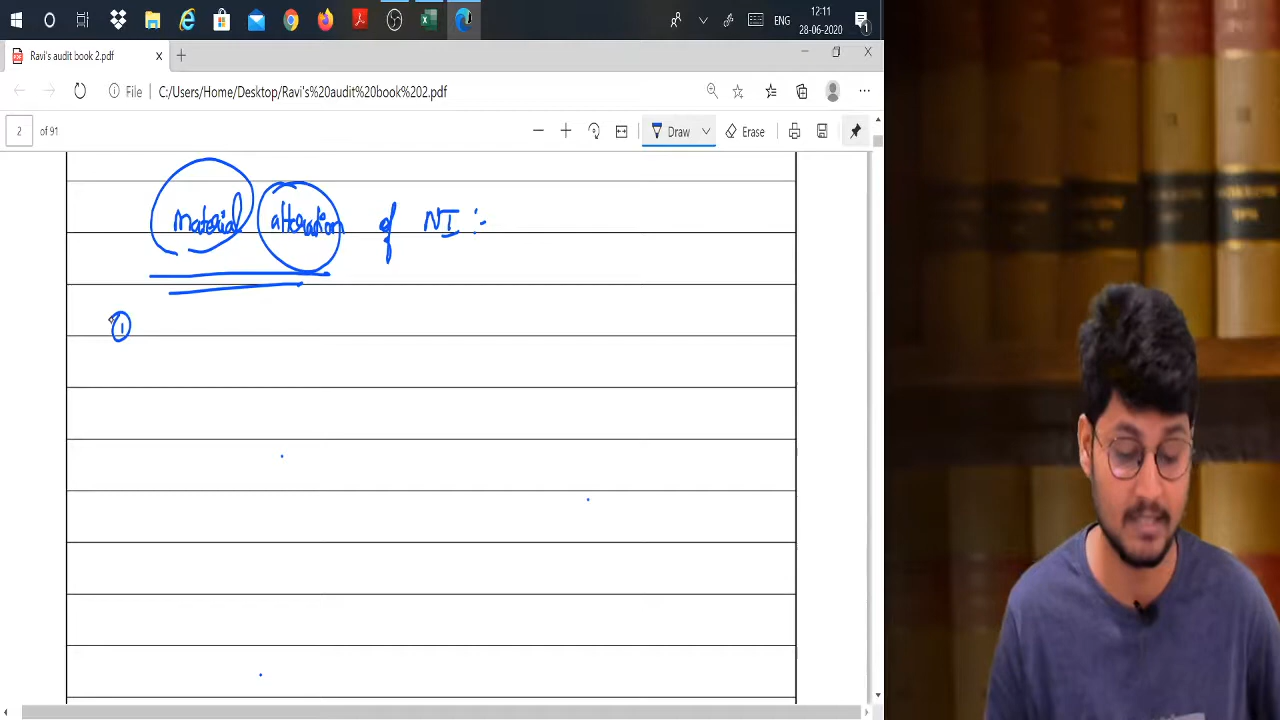 12:11
ENG
28-06-2020
1
Ravi's audit book 2.pdf
File
C:/Users/Home/Desktop/Ravi's%20audit%20book%202.pdf
2 of 91
Draw
Erase
material alteration of NI :-
①